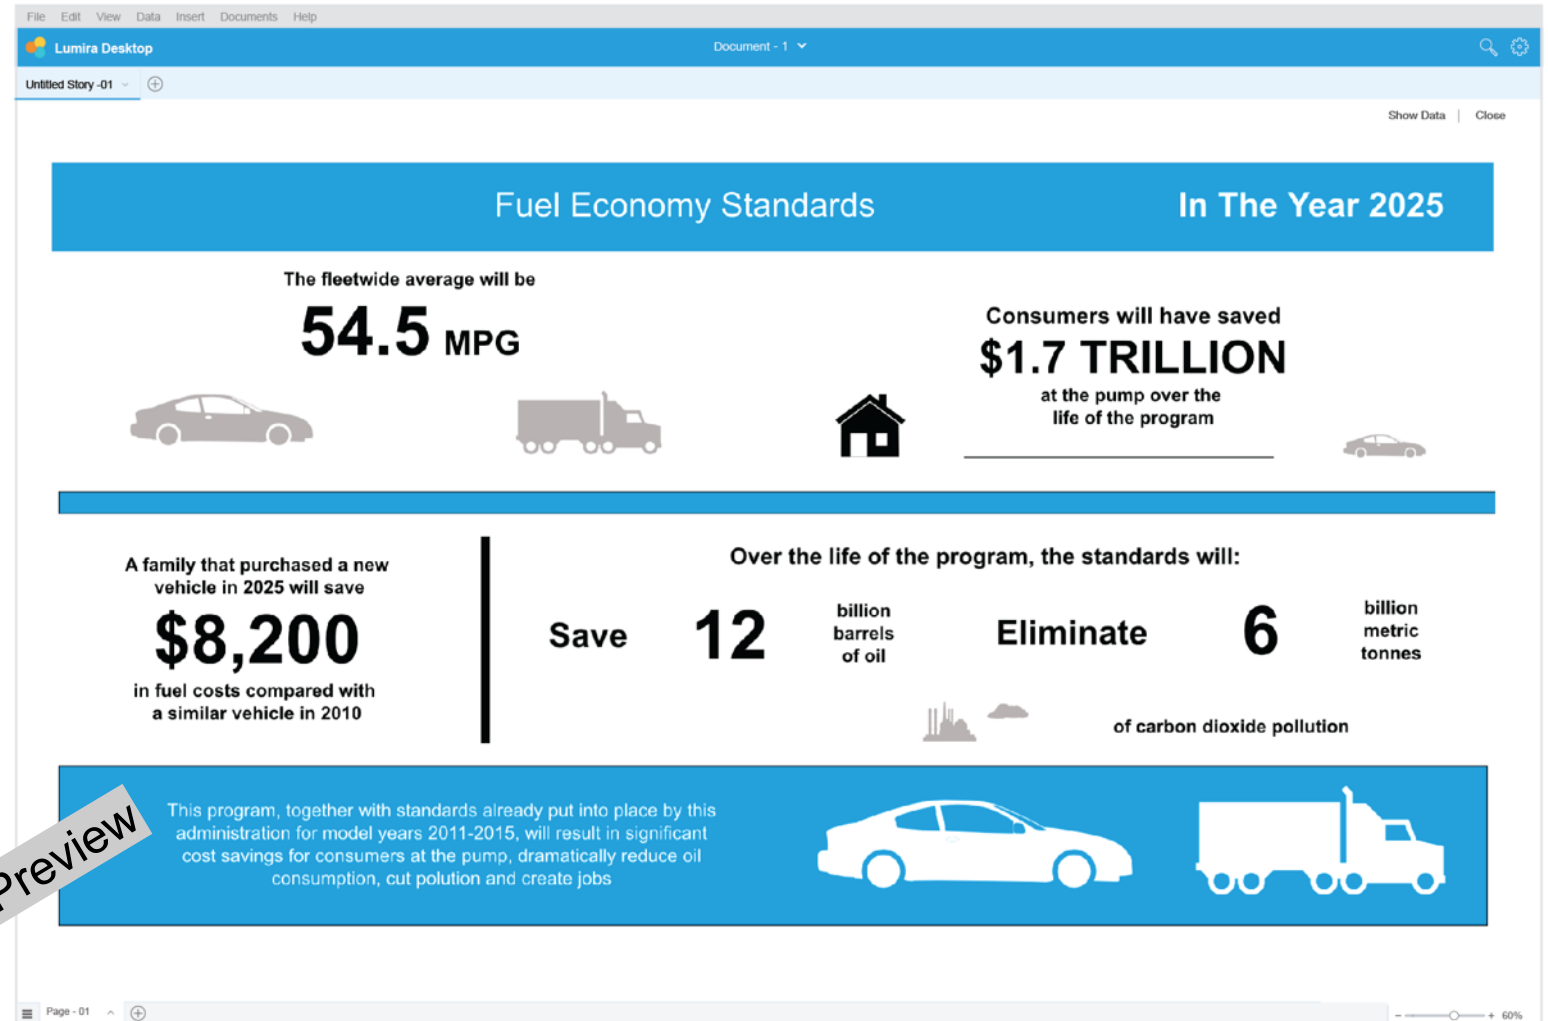 File Edit View Data Insert Documents Help
Lumira Desktop
Document - 1
Untitled Story -01
Show Data | Close
Fuel Economy Standards
In The Year 2025
The fleetwide average will be
54.5 MPG
Consumers will have saved
$1.7 TRILLION
at the pump over the
life of the program
A family that purchased a new
vehicle in 2025 will save
$8,200
in fuel costs compared with
a similar vehicle in 2010
Over the life of the program, the standards will:
Save
12
billion
barrels
of oil
Eliminate
6
billion
metric
tonnes
of carbon dioxide pollution
This program, together with standards already put into place by this
administration for model years 2011-2015, will result in significant
cost savings for consumers at the pump, dramatically reduce oil
consumption, cut polution and create jobs
Preview
Page - 01
60%